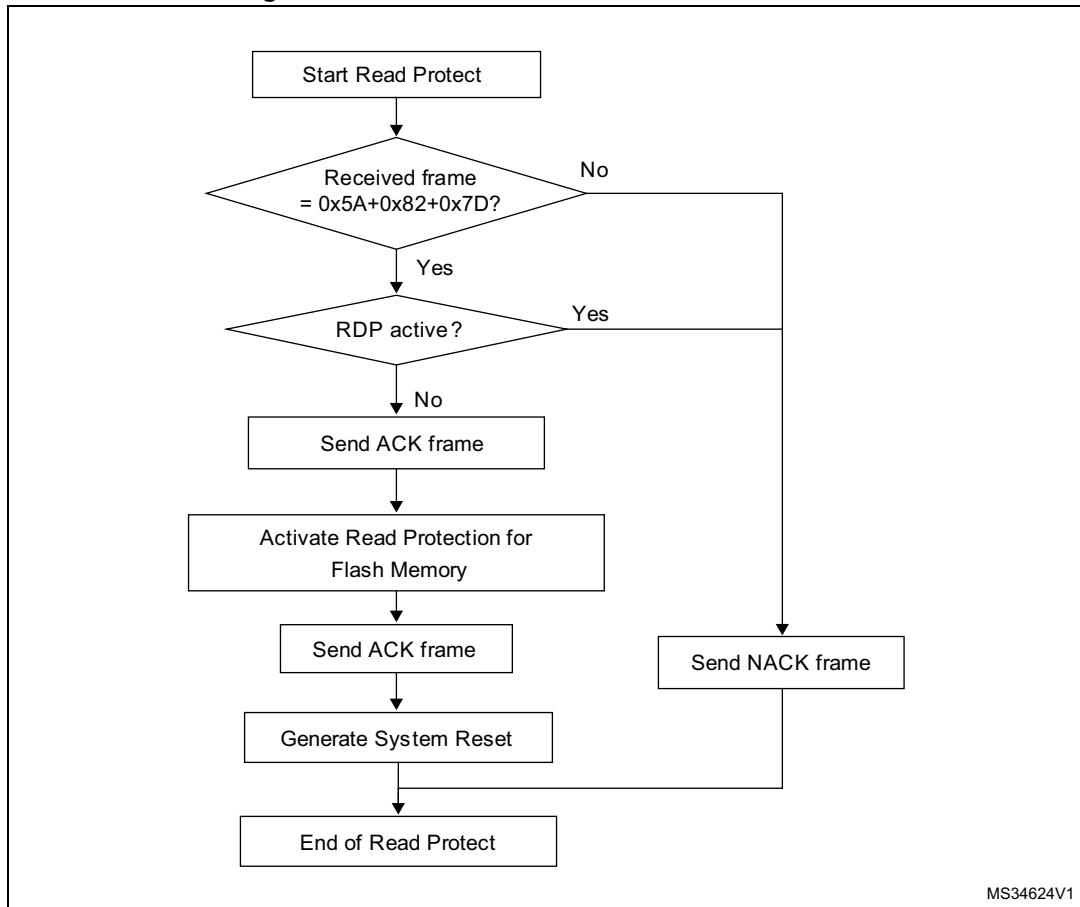 Start Read Protect
Received frame
= 0x5A+0x82+0x7D?
No
Yes
RDP active?
Yes
No
Send ACK frame
Activate Read Protection for
Flash Memory
Send ACK frame
Send NACK frame
Generate System Reset
End of Read Protect
MS34624V1